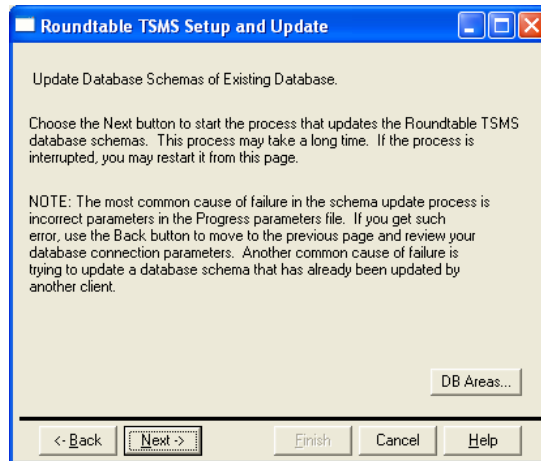 Roundtable TSMS Setup and Update
Update Database Schemas of Existing Database.
Choose the Next button to start the process that updates the Roundtable TSMS
database schemas. This process may take a long time. If the process is
interrupted, you may restart it from this page.
NOTE: The most common cause of failure in the schema update process is
incorrect parameters in the Progress parameters file. If you get such
error, use the Back button to move to the previous page and review your
database connection parameters. Another common cause of failure is
trying to update a database schema that has already been updated by
another client.
DB Areas...
<- Back Next -> Finish Cancel Help